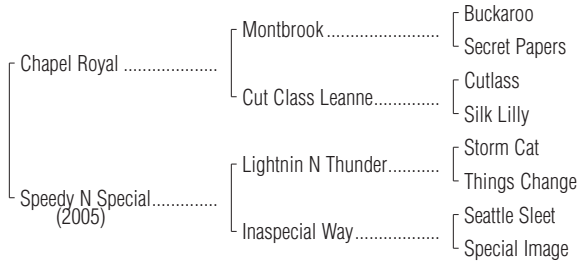 Buckaroo
Montbrook ........................
Secret Papers
Chapel Royal ....................
Cutlass
Cut Class Leanne..............
Silk Lilly
Storm Cat
Lightnin N Thunder...........
Things Change
Speedy N Special..............
(2005)
Seattle Sleet
Inaspecial Way ..................
Special Image